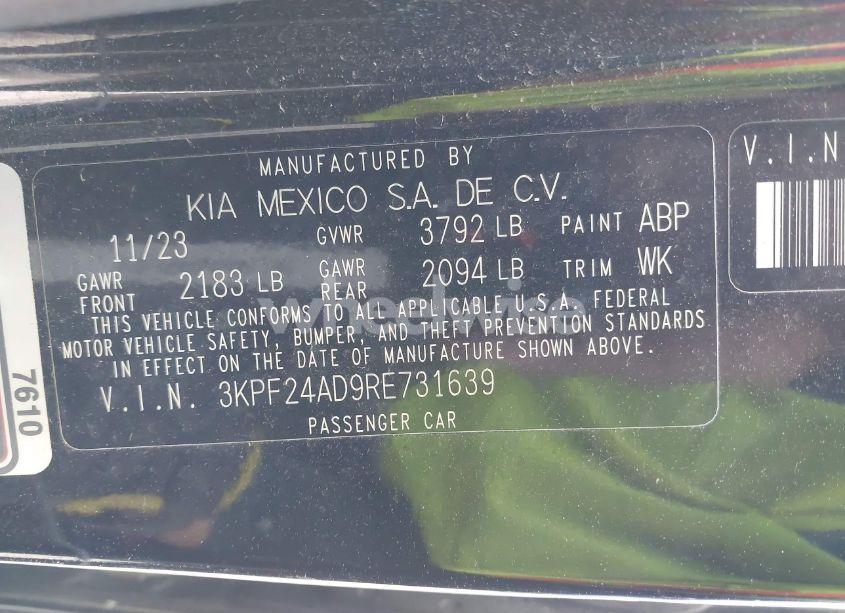 MANUFACTURED BY
KIA MEXICO S.A. DE C.V.
11/23 GVWR 3792 LB PAINT ABP
GAWR FRONT 2183 LB GAWR REAR 2094 LB TRIM WK
THIS VEHICLE CONFORMS TO ALL APPLICABLE U.S.A. FEDERAL
MOTOR VEHICLE SAFETY, BUMPER, AND THEFT PREVENTION STANDARDS
IN EFFECT ON THE DATE OF MANUFACTURE SHOWN ABOVE.
V.I.N. 3KPF24AD9RE731639
PASSENGER CAR
V.I.N
7610
wheelwise